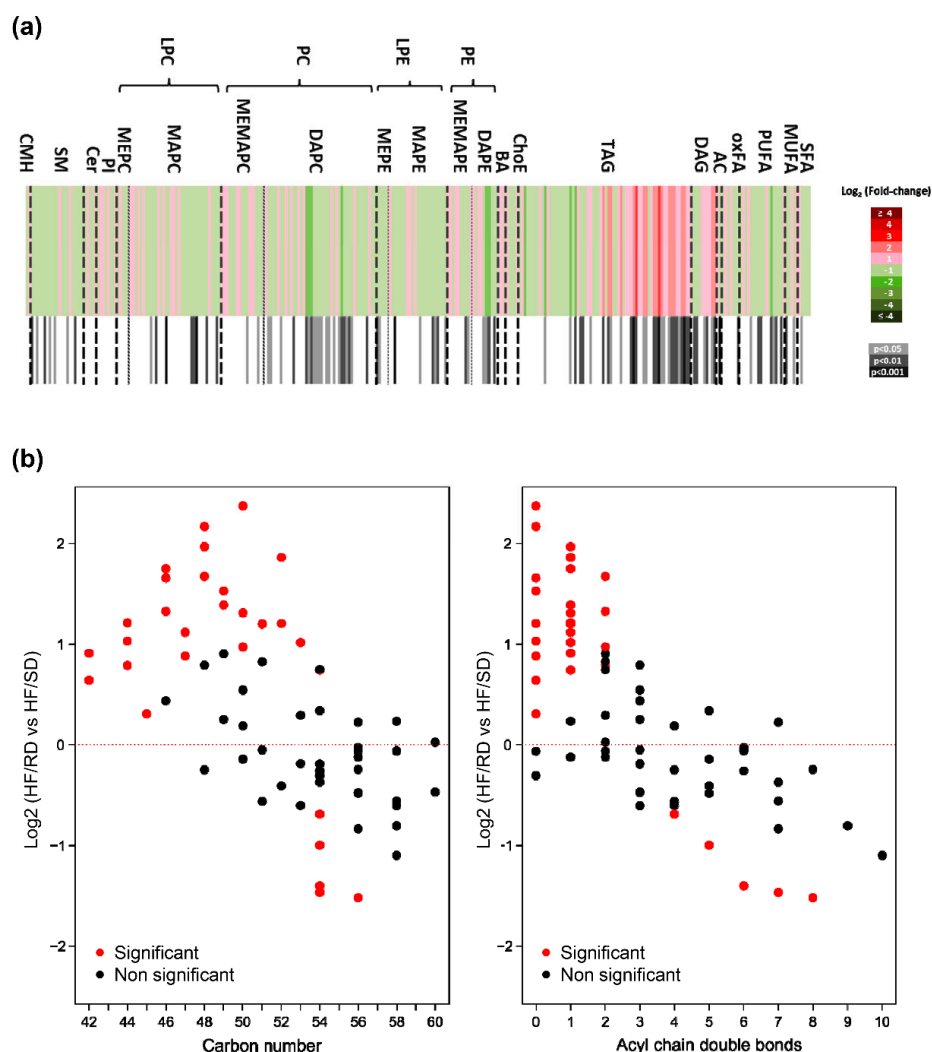 (a)
LPC
PC
LPE
PE
CMH
SM
Cer
PI
MEPC
MAPC
MEMAPC
DAPC
MEPE
MAPE
MEMAPE
DAPE
BA
ChoE
TAG
DAG
AC
oxFA
PUFA
MUFA
SFA
Log₂ (Fold-change)
≥ 4
4
3
2
1
-1
-2
-3
-4
≤ -4
p<0.05
p<0.01
p<0.001
(b)
Log2 (HF/RD vs HF/SD)
2
1
0
−1
−2
Significant
Non significant
42 44 46 48 50 52 54 56 58 60
Carbon number
Log2 (HF/RD vs HF/SD)
2
1
0
−1
−2
Significant
Non significant
0 1 2 3 4 5 6 7 8 9 10
Acyl chain double bonds